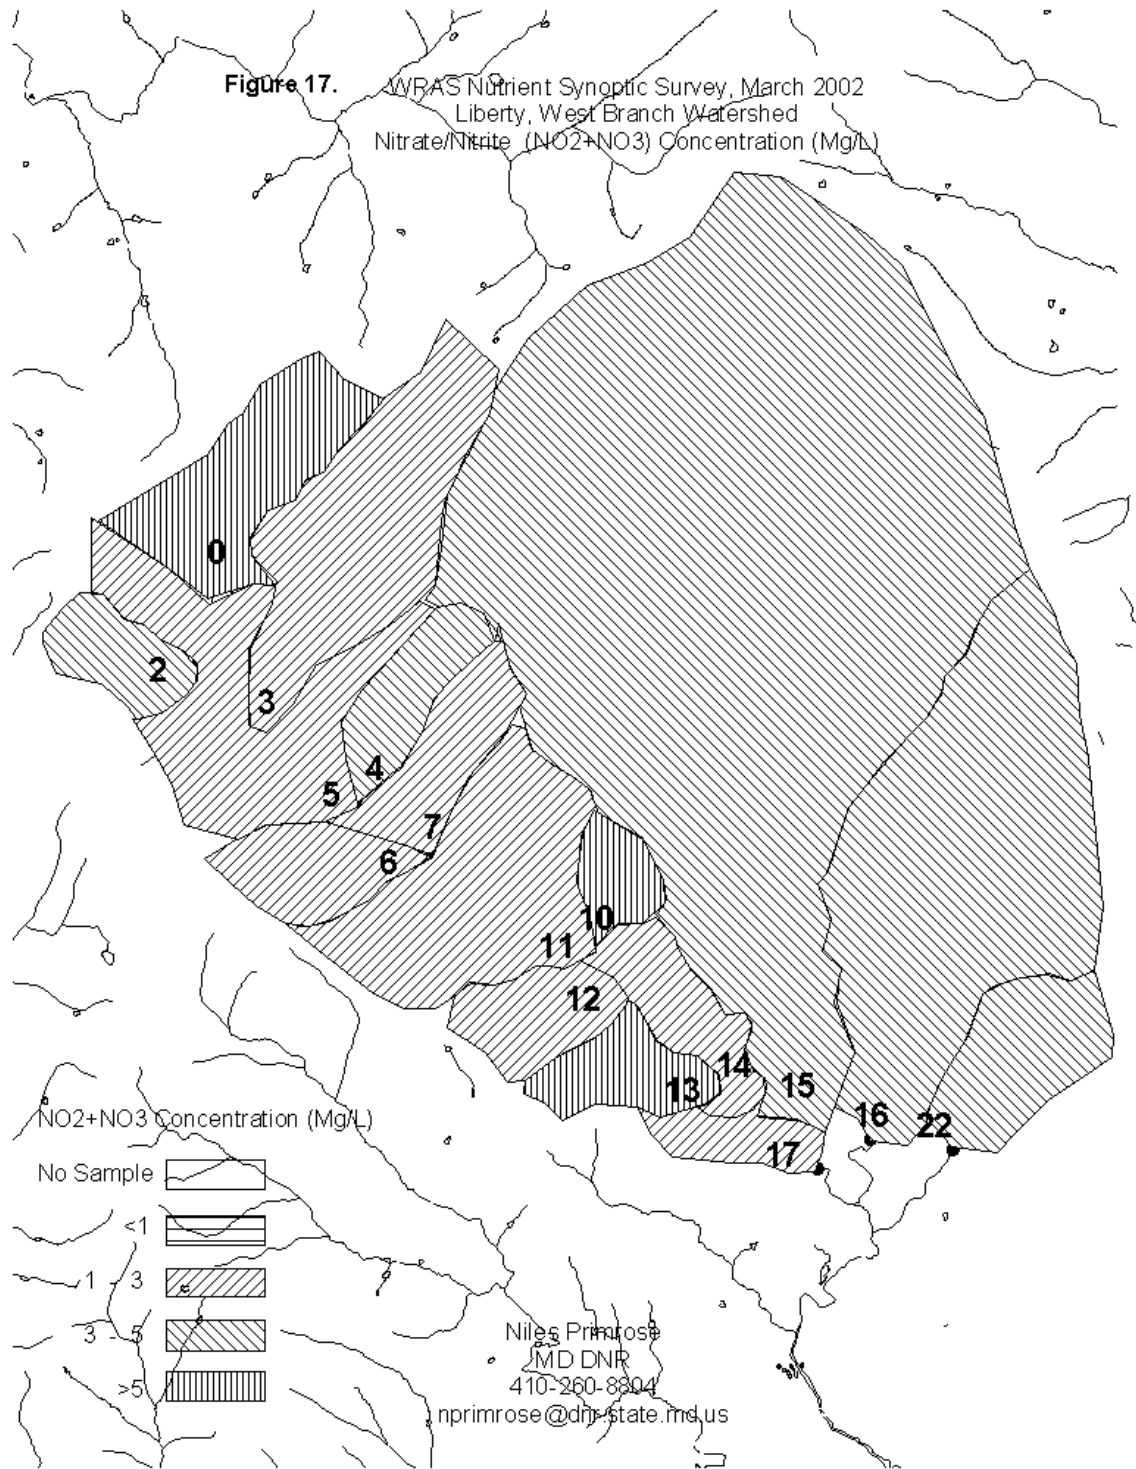 Figure 17. WRAS Nutrient Synoptic Survey, March 2002
Liberty, West Branch Watershed
Nitrate/Nitrite (NO2+NO3) Concentration (Mg/L)
0
2
3
4
5
7
6
10
11
12
13
14
15
16
22
17
NO2+NO3 Concentration (Mg/L)
No Sample
<1
1 - 3
3 - 5
>5
Niles Primrose
MD DNR
410-260-8804
nprimrose@dnr.state.md.us